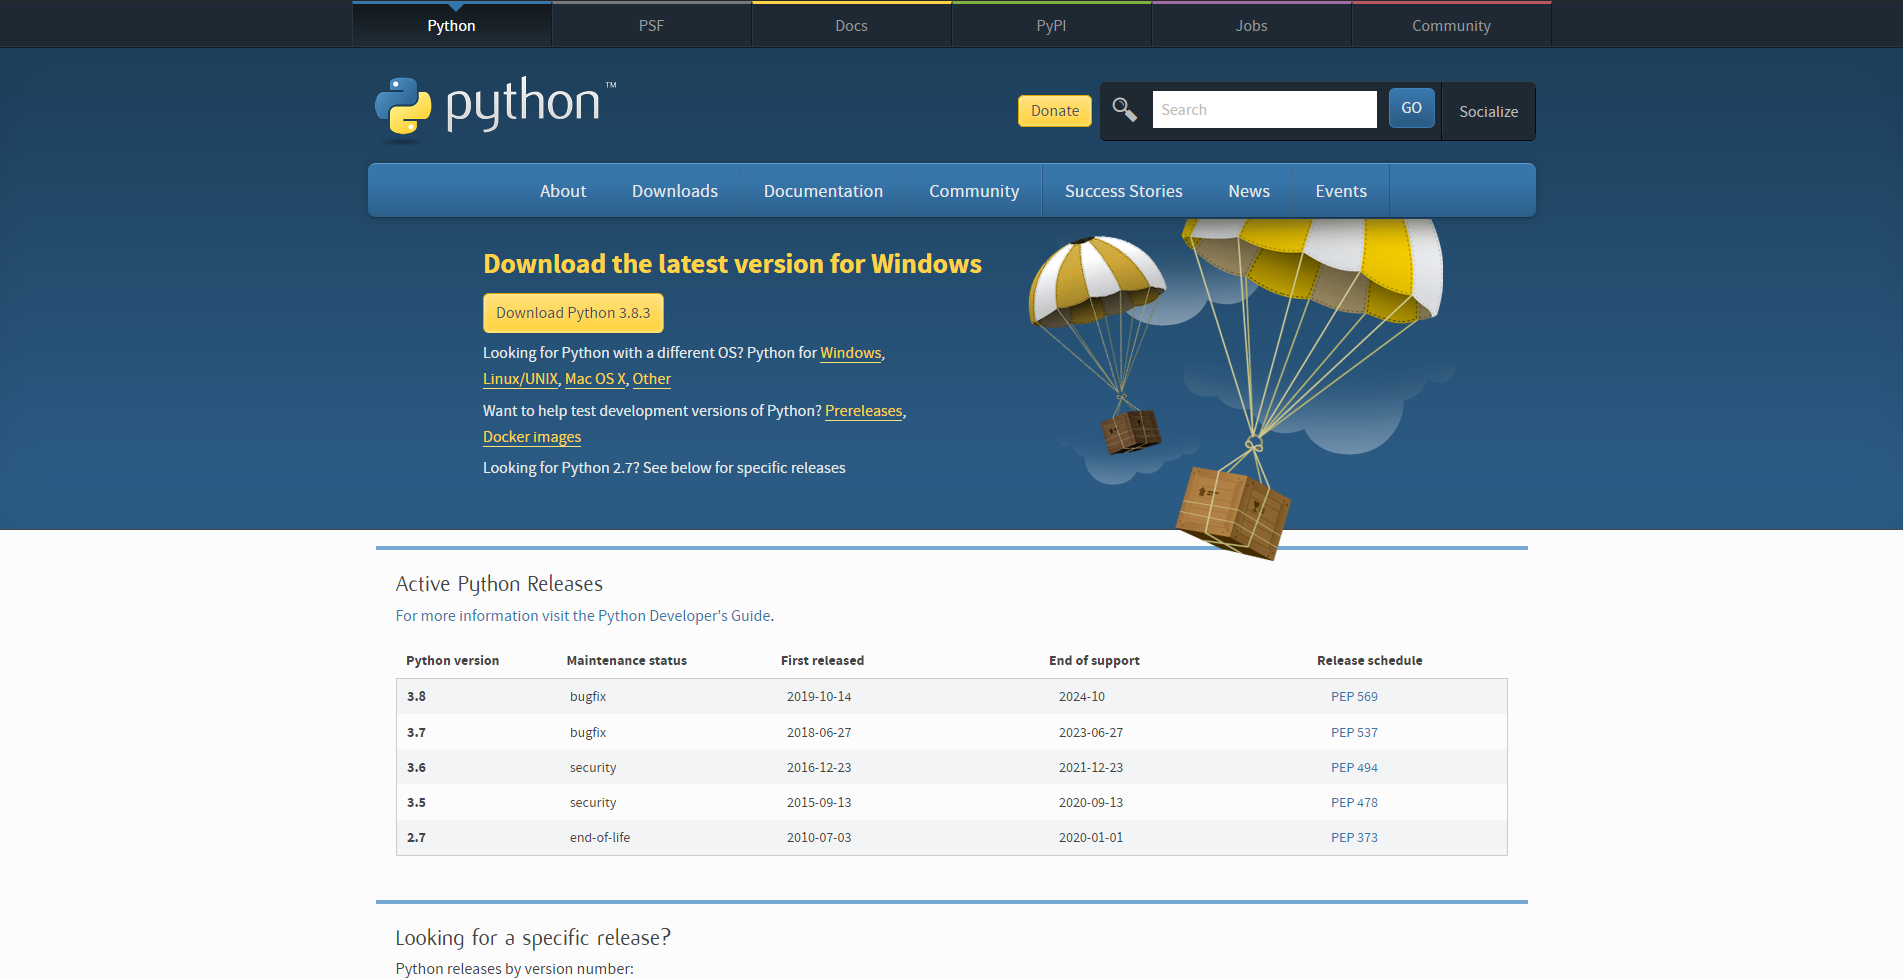 Python PSF Docs PyPI Jobs Community
python™
Donate Search GO Socialize
About Downloads Documentation Community Success Stories News Events
Download the latest version for Windows
Download Python 3.8.3
Looking for Python with a different OS? Python for Windows,
Linux/UNIX, Mac OS X, Other
Want to help test development versions of Python? Prereleases,
Docker images
Looking for Python 2.7? See below for specific releases
Active Python Releases
For more information visit the Python Developer's Guide.
Python version Maintenance status First released End of support Release schedule
3.8 bugfix 2019-10-14 2024-10 PEP 569
3.7 bugfix 2018-06-27 2023-06-27 PEP 537
3.6 security 2016-12-23 2021-12-23 PEP 494
3.5 security 2015-09-13 2020-09-13 PEP 478
2.7 end-of-life 2010-07-03 2020-01-01 PEP 373
Looking for a specific release?
Python releases by version number: